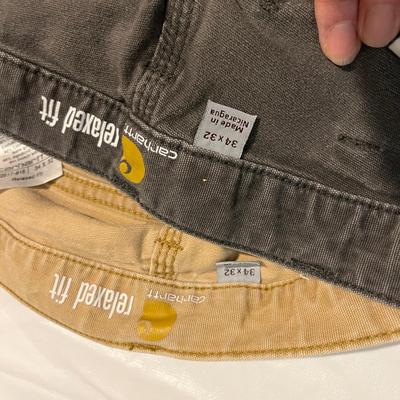 carhartt
relaxed fit
34 x 32
Made in
Nicaragua
carhartt
relaxed fit
34 x 32